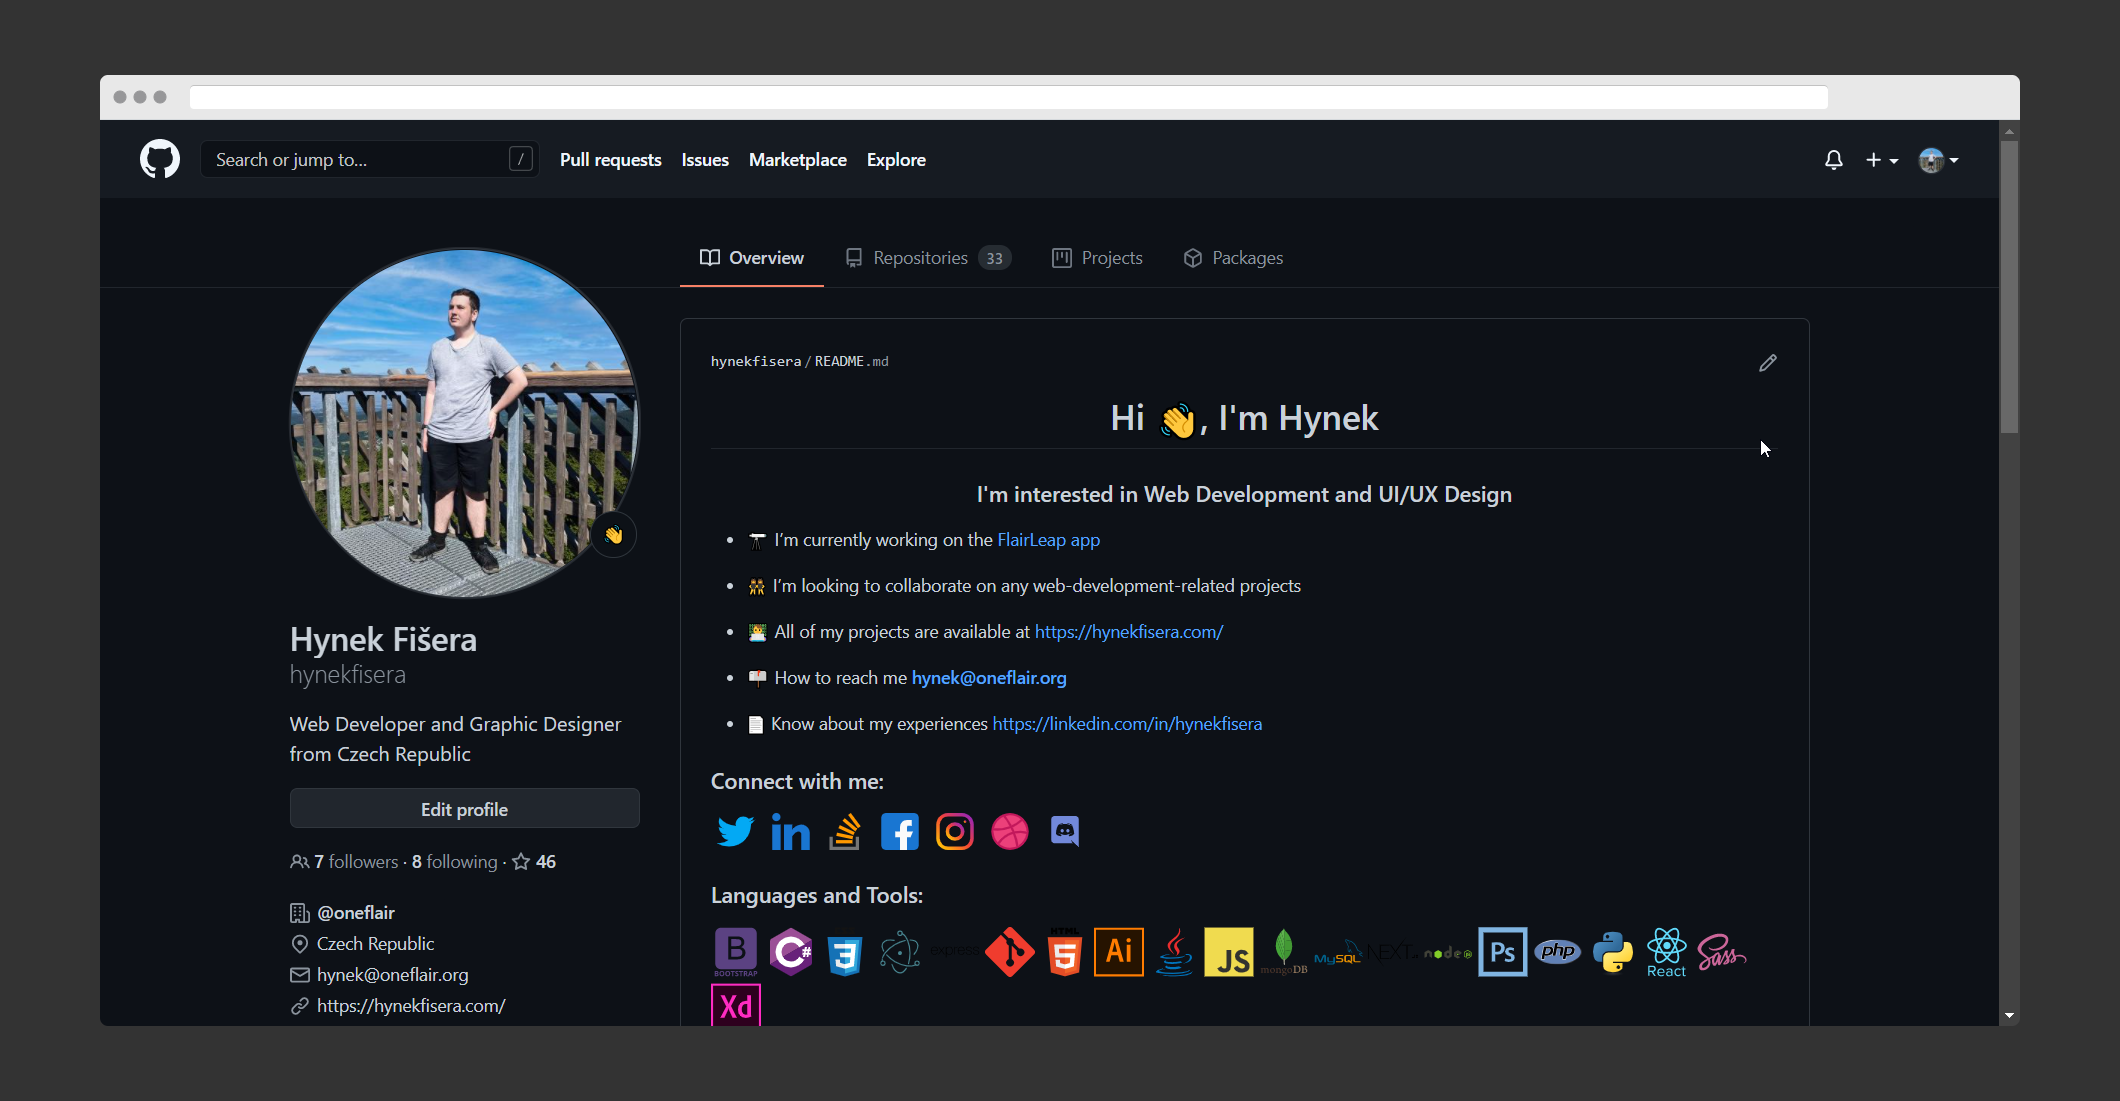 Search or jump to...
/
Pull requests
Issues
Marketplace
Explore
Overview
Repositories 33
Projects
Packages
hynekfisera / README.md
Hi 👋, I'm Hynek
I'm interested in Web Development and UI/UX Design
I'm currently working on the FlairLeap app
I'm looking to collaborate on any web-development-related projects
All of my projects are available at https://hynekfisera.com/
How to reach me hynek@oneflair.org
Know about my experiences https://linkedin.com/in/hynekfisera
Connect with me:
in
f
Languages and Tools:
B
BOOTSTRAP
C#
3
express
HTML
5
Ai
Java
JS
mongoDB
MySQL
NEXT.JS
node
Ps
php
React
Sass
Xd
Hynek Fišera
hynekfisera
Web Developer and Graphic Designer
from Czech Republic
Edit profile
7 followers · 8 following · 46
@oneflair
Czech Republic
hynek@oneflair.org
https://hynekfisera.com/